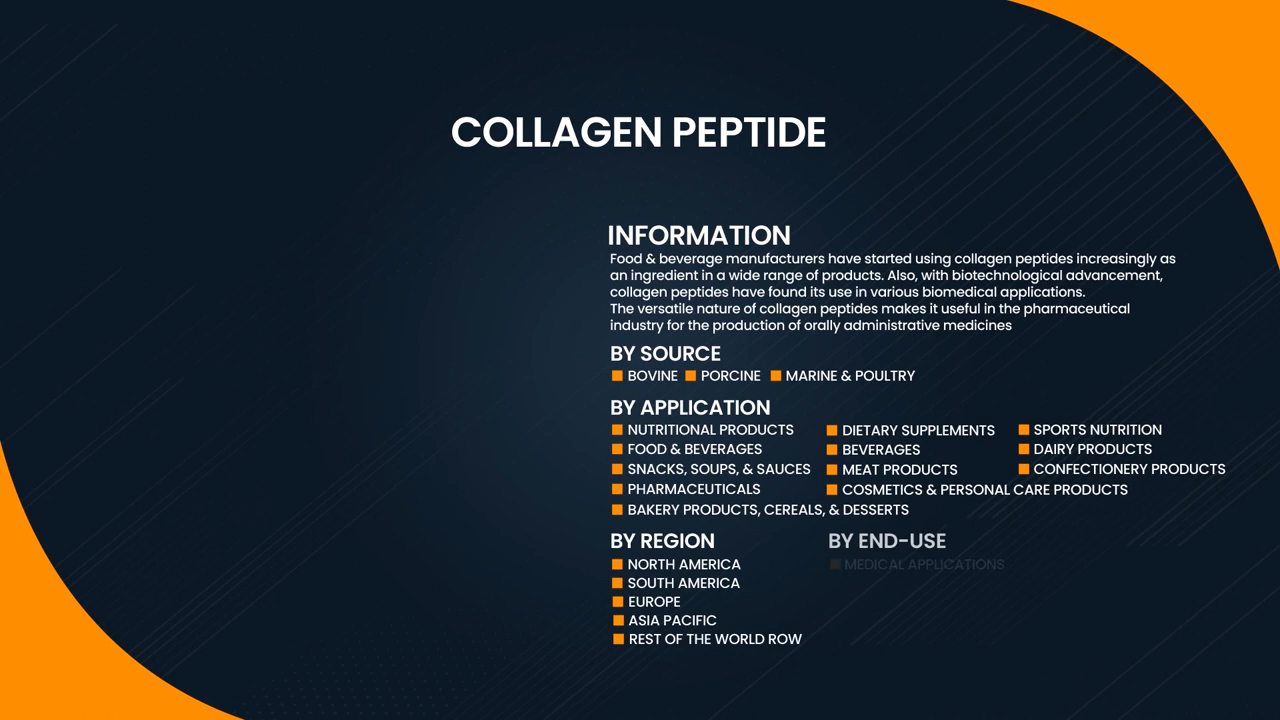 COLLAGEN PEPTIDE
INFORMATION
Food & beverage manufacturers have started using collagen peptides increasingly as
an ingredient in a wide range of products. Also, with biotechnological advancement,
collagen peptides have found its use in various biomedical applications.
The versatile nature of collagen peptides makes it useful in the pharmaceutical
industry for the production of orally administrative medicines
BY SOURCE
BOVINE PORCINE MARINE & POULTRY
BY APPLICATION
NUTRITIONAL PRODUCTS DIETARY SUPPLEMENTS SPORTS NUTRITION
FOOD & BEVERAGES BEVERAGES DAIRY PRODUCTS
SNACKS, SOUPS, & SAUCES MEAT PRODUCTS CONFECTIONERY PRODUCTS
PHARMACEUTICALS COSMETICS & PERSONAL CARE PRODUCTS
BAKERY PRODUCTS, CEREALS, & DESSERTS
BY REGION BY END-USE
NORTH AMERICA MEDICAL APPLICATIONS
SOUTH AMERICA
EUROPE
ASIA PACIFIC
REST OF THE WORLD ROW